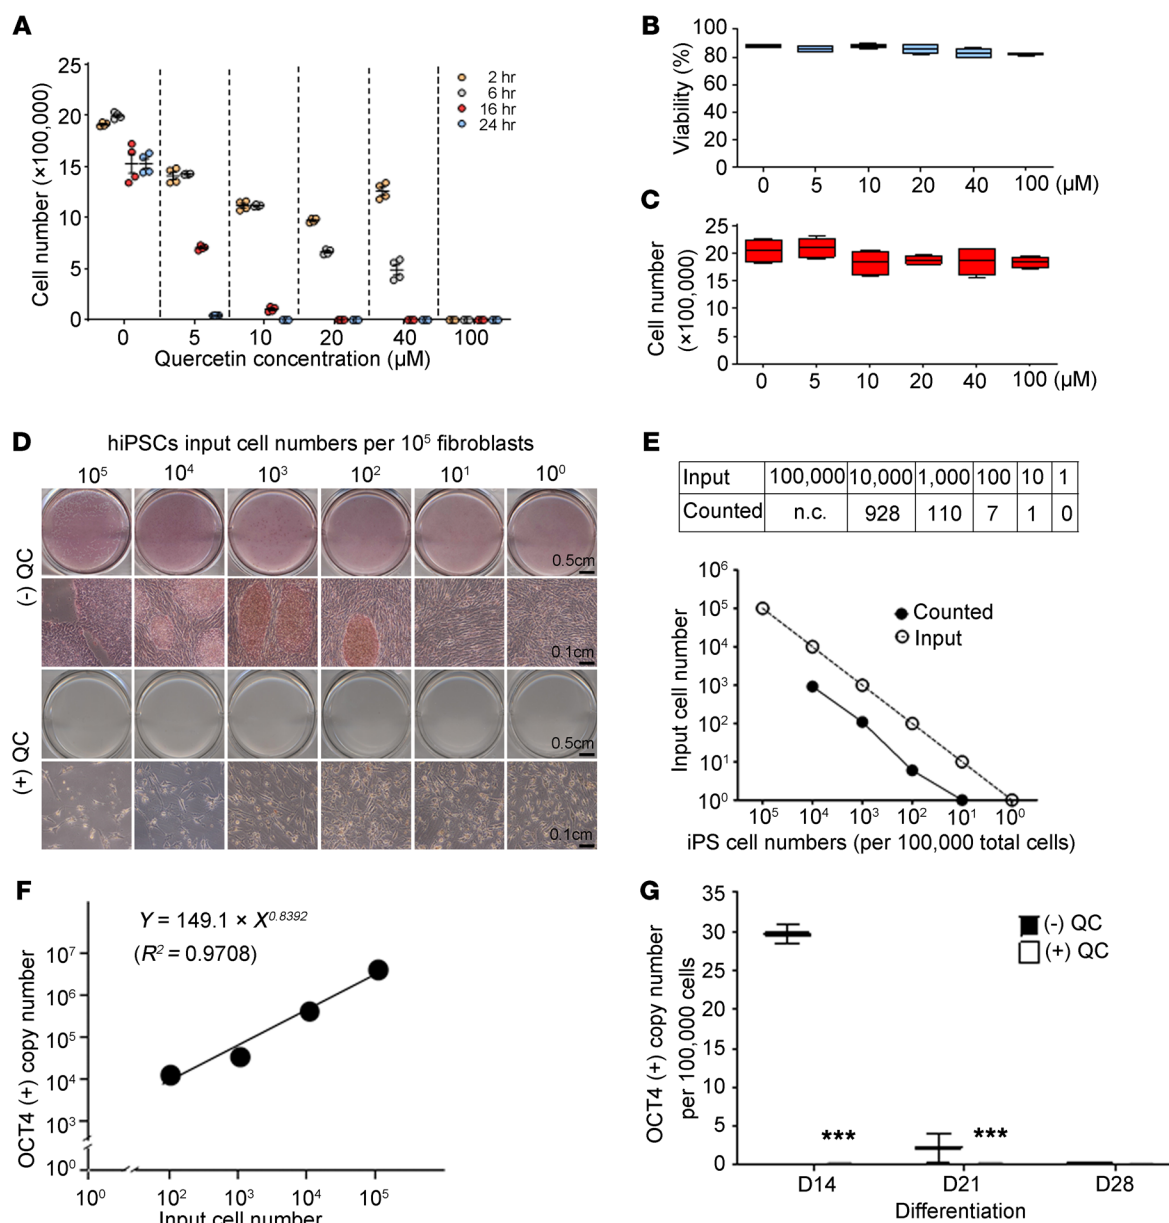 A
25
20
15
10
5
0
Cell number (×100,000)
2 hr
6 hr
16 hr
24 hr
0 5 10 20 40 100
Quercetin concentration (µM)
B
100
80
60
40
20
0
Viability (%)
0 5 10 20 40 100 (µM)
C
25
20
15
10
5
0
Cell number
(×100,000)
0 5 10 20 40 100 (µM)
D
hiPSCs input cell numbers per 10⁵ fibroblasts
10⁵ 10⁴ 10³ 10² 10¹ 10⁰
(-) QC
0.5cm
0.1cm
(+) QC
0.5cm
0.1cm
E
Input 100,000 10,000 1,000 100 10 1
Counted n.c. 928 110 7 1 0
10⁶
10⁵
10⁴
10³
10²
10¹
10⁰
Input cell number
Counted
Input
10⁵ 10⁴ 10³ 10² 10¹ 10⁰
iPS cell numbers (per 100,000 total cells)
F
Y = 149.1 × X⁰·⁸³⁹²
(R² = 0.9708)
10⁷
10⁶
10⁵
10⁴
10³
10⁰
OCT4 (+) copy number
10⁰ 10² 10³ 10⁴ 10⁵
Input cell number
G
35
30
25
20
15
10
5
0
OCT4 (+) copy number
per 100,000 cells
(-) QC
(+) QC
*** ***
D14 D21 D28
Differentiation